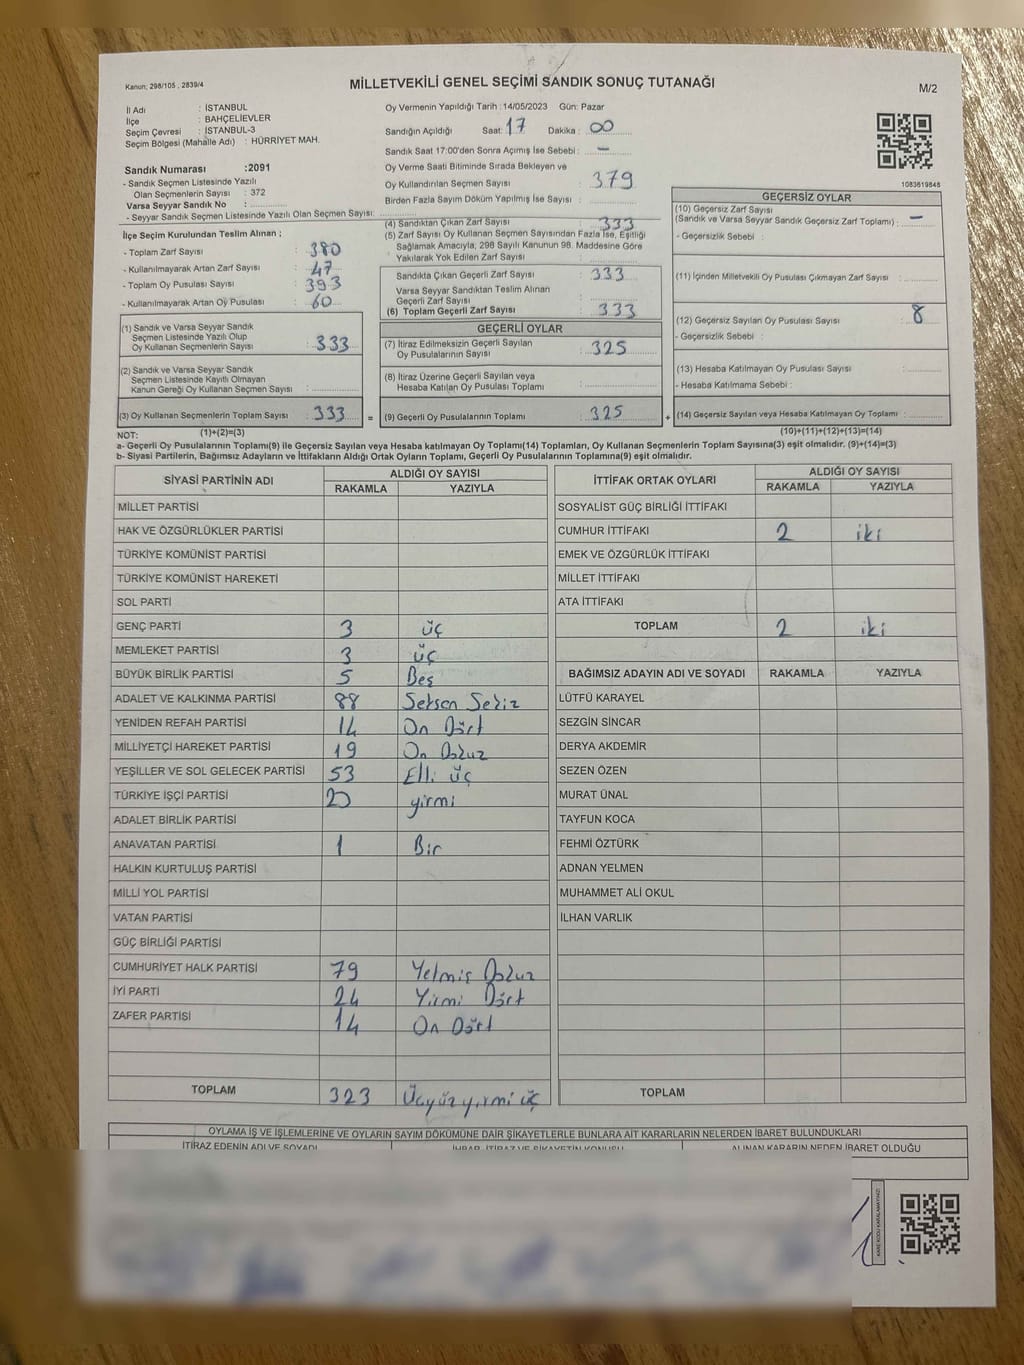 Kanun; 298/105 , 2839/4
MİLLETVEKİLİ GENEL SEÇİMİ SANDIK SONUÇ TUTANAĞI
M/2
İl Adı : İSTANBUL
İlçe : BAHÇELİEVLER
Seçim Çevresi : İSTANBUL-3
Seçim Bölgesi (Mahalle Adı) : HÜRRİYET MAH.
Sandık Numarası :2091
- Sandık Seçmen Listesinde Yazılı
Olan Seçmenlerin Sayısı : 372
Varsa Seyyar Sandık No :
- Seyyar Sandık Seçmen Listesinde Yazılı Olan Seçmen Sayısı:
Oy Vermenin Yapıldığı Tarih :14/05/2023 Gün: Pazar
Sandığın Açıldığı Saat: 17 Dakika : 00
Sandık Saat 17:00'den Sonra Açımış İse Sebebi : -
Oy Verme Saati Bitiminde Sırada Bekleyen ve
Oy Kullandırılan Seçmen Sayısı : 379
Birden Fazla Sayım Döküm Yapılmış İse Sayısı :
1083619848
İlçe Seçim Kurulundan Teslim Alınan ;
- Toplam Zarf Sayısı : 380
- Kullanılmayarak Artan Zarf Sayısı : 47
- Toplam Oy Pusulası Sayısı : 393
- Kullanılmayarak Artan Oy Pusulası : 60
(1) Sandık ve Varsa Seyyar Sandık
Seçmen Listesinde Yazılı Olup
Oy Kullanan Seçmenlerin Sayısı : 333
(2) Sandık ve Varsa Seyyar Sandık
Seçmen Listesinde Kayıtlı Olmayan
Kanun Gereği Oy Kullanan Seçmen Sayısı :
(3) Oy Kullanan Seçmenlerin Toplam Sayısı : 333 =
(4) Sandıktan Çıkan Zarf Sayısı : 333
(5) Zarf Sayısı Oy Kullanan Seçmen Sayısından Fazla İse, Eşitliği
Sağlamak Amacıyla; 298 Sayılı Kanunun 98. Maddesine Göre
Yakılarak Yok Edilen Zarf Sayısı :
Sandıkta Çıkan Geçerli Zarf Sayısı : 333
Varsa Seyyar Sandıktan Teslim Alınan
Geçerli Zarf Sayısı :
(6) Toplam Geçerli Zarf Sayısı : 333
GEÇERLİ OYLAR
(7) İtiraz Edilmeksizin Geçerli Sayılan
Oy Pusulalarının Sayısı : 325
(8) İtiraz Üzerine Geçerli Sayılan veya
Hesaba Katılan Oy Pusulası Toplamı :
(9) Geçerli Oy Pusulalarının Toplamı : 325 +
GEÇERSİZ OYLAR
(10) Geçersiz Zarf Sayısı
(Sandık ve Varsa Seyyar Sandık Geçersiz Zarf Toplamı) : -
- Geçersizlik Sebebi :
(11) İçinden Milletvekili Oy Pusulası Çıkmayan Zarf Sayısı :
(12) Geçersiz Sayılan Oy Pusulası Sayısı : 8
- Geçersizlik Sebebi :
(13) Hesaba Katılmayan Oy Pusulası Sayısı :
- Hesaba Katılmama Sebebi :
(14) Geçersiz Sayılan veya Hesaba Katılmayan Oy Toplamı :
NOT: (1)+(2)=(3) (10)+(11)+(12)+(13)=(14)
a- Geçerli Oy Pusulalarının Toplamı(9) ile Geçersiz Sayılan veya Hesaba katılmayan Oy Toplamı(14) Toplamları, Oy Kullanan Seçmenlerin Toplam Sayısına(3) eşit olmalıdır. (9)+(14)=(3)
b- Siyasi Partilerin, Bağımsız Adayların ve İttifakların Aldığı Ortak Oyların Toplamı, Geçerli Oy Pusulalarının Toplamına(9) eşit olmalıdır.
SİYASİ PARTİNİN ADI ALDIĞI OY SAYISI
RAKAMLA YAZIYLA
MİLLET PARTİSİ
HAK VE ÖZGÜRLÜKLER PARTİSİ
TÜRKİYE KOMÜNİST PARTİSİ
TÜRKİYE KOMÜNİST HAREKETİ
SOL PARTİ
GENÇ PARTİ 3 üç
MEMLEKET PARTİSİ 3 üç
BÜYÜK BİRLİK PARTİSİ 5 Beş
ADALET VE KALKINMA PARTİSİ 88 Seksen Sekiz
YENİDEN REFAH PARTİSİ 14 On Dört
MİLLİYETÇİ HAREKET PARTİSİ 19 On Dokuz
YEŞİLLER VE SOL GELECEK PARTİSİ 53 Elli üç
TÜRKİYE İŞÇİ PARTİSİ 20 yirmi
ADALET BİRLİK PARTİSİ
ANAVATAN PARTİSİ 1 Bir
HALKIN KURTULUŞ PARTİSİ
MİLLİ YOL PARTİSİ
VATAN PARTİSİ
GÜÇ BİRLİĞİ PARTİSİ
CUMHURİYET HALK PARTİSİ 79 Yetmiş Dokuz
İYİ PARTİ 24 Yirmi Dört
ZAFER PARTİSİ 14 On Dört
TOPLAM 323 Üçyüzyirmi üç
İTTİFAK ORTAK OYLARI ALDIĞI OY SAYISI
RAKAMLA YAZIYLA
SOSYALİST GÜÇ BİRLİĞİ İTTİFAKI
CUMHUR İTTİFAKI 2 iki
EMEK VE ÖZGÜRLÜK İTTİFAKI
MİLLET İTTİFAKI
ATA İTTİFAKI
TOPLAM 2 iki
BAĞIMSIZ ADAYIN ADI VE SOYADI RAKAMLA YAZIYLA
LÜTFÜ KARAYEL
SEZGİN SİNCAR
DERYA AKDEMİR
SEZEN ÖZEN
MURAT ÜNAL
TAYFUN KOCA
FEHMİ ÖZTÜRK
ADNAN YELMEN
MUHAMMET ALİ OKUL
İLHAN VARLIK
TOPLAM
OYLAMA İŞ VE İŞLEMLERİNE VE OYLARIN SAYIM DÖKÜMÜNE DAİR ŞİKAYETLERLE BUNLARA AİT KARARLARIN NELERDEN İBARET BULUNDUKLARI
İTİRAZ EDENİN ADI VE SOYADI İHBAR, İTİRAZ VE ŞİKAYETİN KONUSU ALINAN KARARIN NEDEN İBARET OLDUĞU
KARE KODU KARALAMAYINIZ!